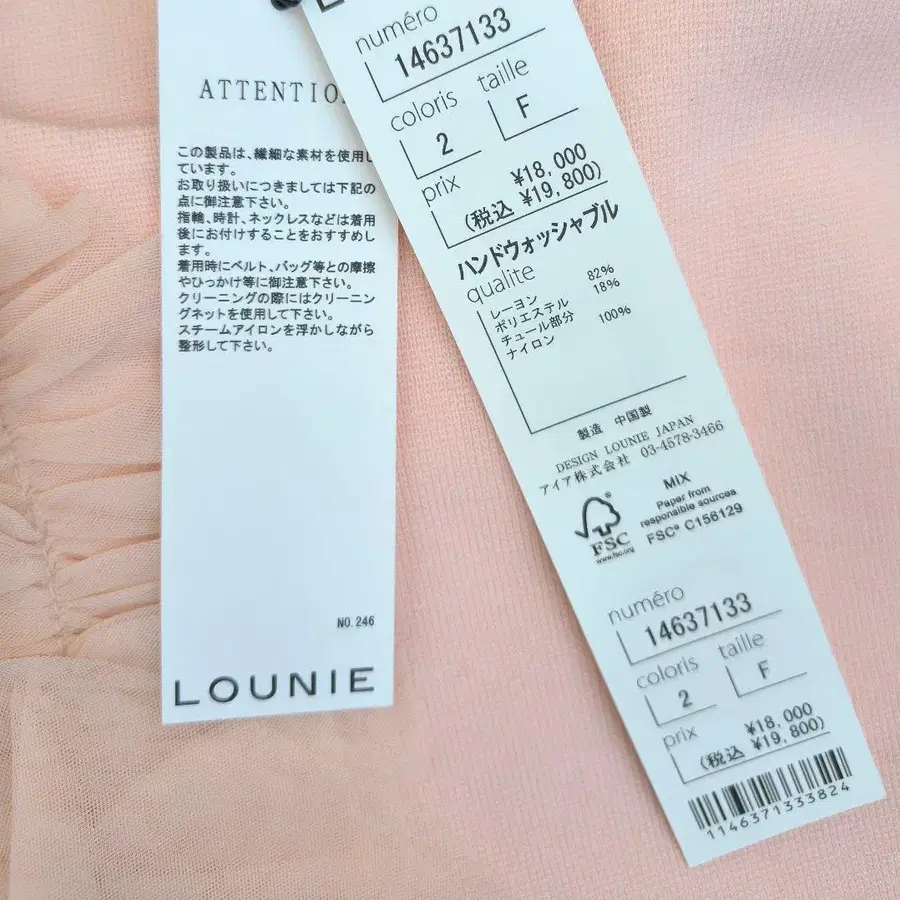 ATTENTIO
この製品は、繊細な素材を使用し
ています。
お取り扱いにつきましては下記の
点に御注意下さい。
指輪、時計、ネックレスなどは着用
後にお付けすることをおすすめし
ます。
着用時にベルト、バッグ等との摩擦
やひっかけ等に御注意下さい。
クリーニングの際にはクリーニン
グネットを使用して下さい。
スチームアイロンを浮かしながら
整形して下さい。
NO.246
LOUNIE
numéro
14637133
coloris taille
2 F
prix ¥18,000
(税込 ¥19,800)
ハンドウォッシャブル
qualite
レーヨン 82%
ポリエステル 18%
チュール部分
ナイロン 100%
製造 中国製
DESIGN LOUNIE JAPAN
アイア株式会社 03-4578-3466
FSC
www.fsc.org
MIX
Paper from
responsible sources
FSC® C156129
numéro
14637133
coloris taille
2 F
prix ¥18,000
(税込 ¥19,800)
1146371333824